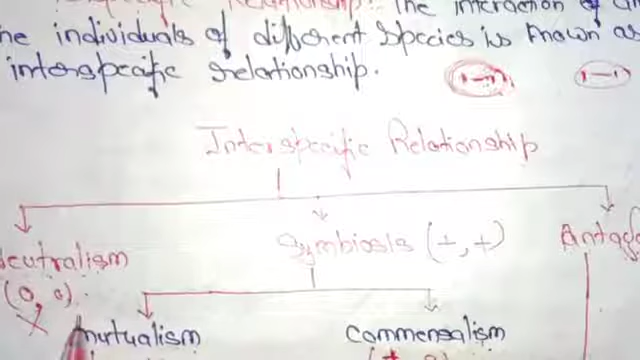 Relationship: The interaction of
individuals of different Species is known as
interspecific relationship.
Interspecific Relationship
Neutralism
(0, 0)
Symbiosis (+, +)
mutualism
commensalism